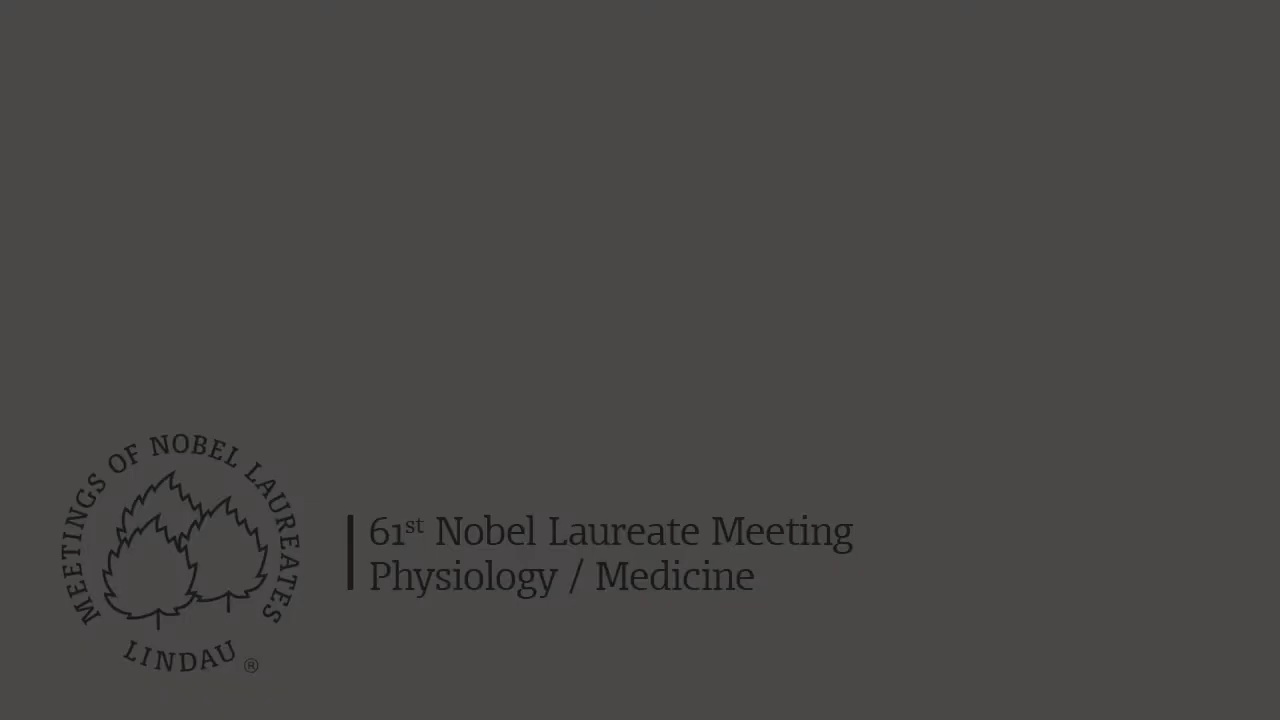 MEETINGS OF NOBEL LAUREATES
LINDAU ®
61st Nobel Laureate Meeting
Physiology / Medicine